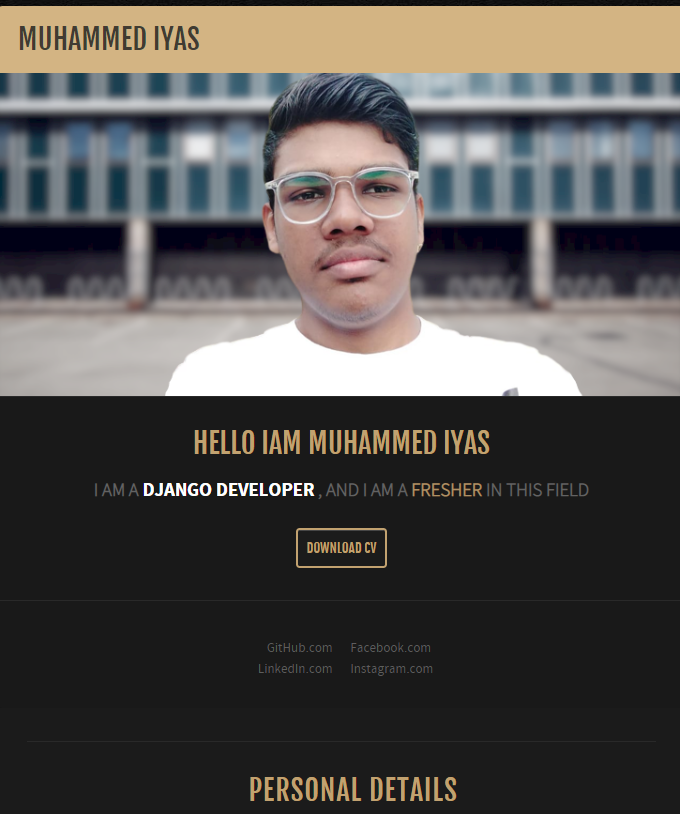 MUHAMMED IYAS
HELLO IAM MUHAMMED IYAS
I AM A DJANGO DEVELOPER , AND I AM A FRESHER IN THIS FIELD
DOWNLOAD CV
GitHub.com Facebook.com
LinkedIn.com Instagram.com
PERSONAL DETAILS